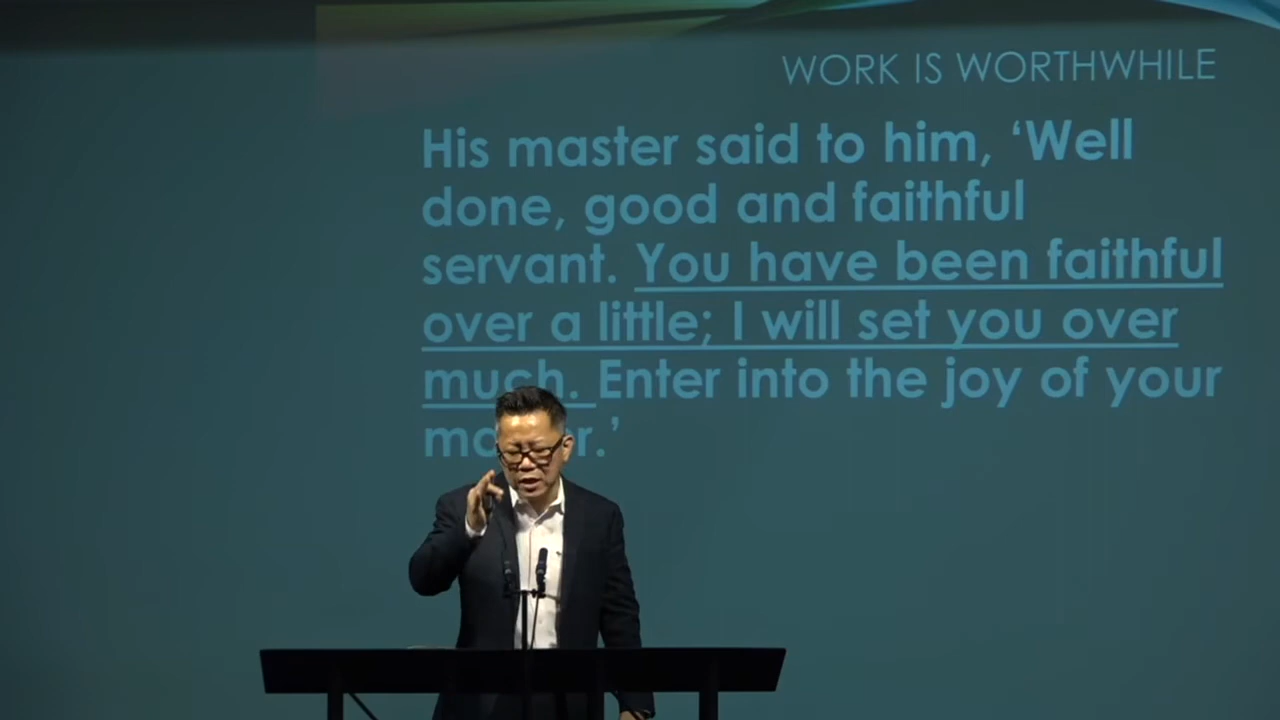 WORK IS WORTHWHILE
His master said to him, ‘Well
done, good and faithful
servant. You have been faithful
over a little; I will set you over
much. Enter into the joy of your